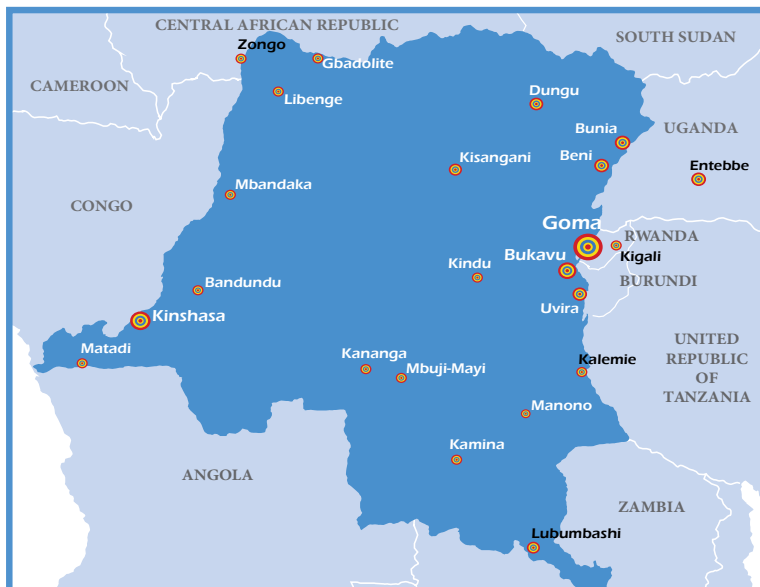 CENTRAL AFRICAN REPUBLIC
SOUTH SUDAN
Zongo
Gbadolite
CAMEROON
Libenge
Dungu
Bunia
UGANDA
Beni
Kisangani
Entebbe
Mbandaka
CONGO
Goma
RWANDA
Kigali
Bukavu
Kindu
BURUNDI
Bandundu
Uvira
Kinshasa
UNITED
REPUBLIC
OF
TANZANIA
Matadi
Kananga
Mbuji-Mayi
Kalemie
Manono
Kamina
ANGOLA
ZAMBIA
Lubumbashi